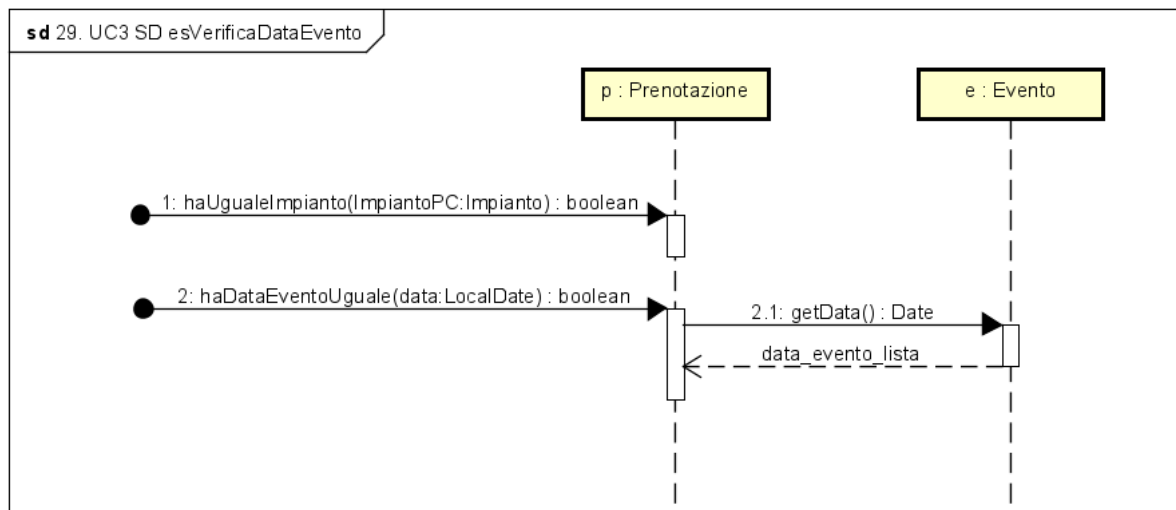 sd 29. UC3 SD esVerificaDataEvento
p : Prenotazione
e : Evento
1: haUgualeImpianto(ImpiantoPC:Impianto) : boolean
2: haDataEventoUguale(data:LocalDate) : boolean
2.1: getData() : Date
data_evento_lista